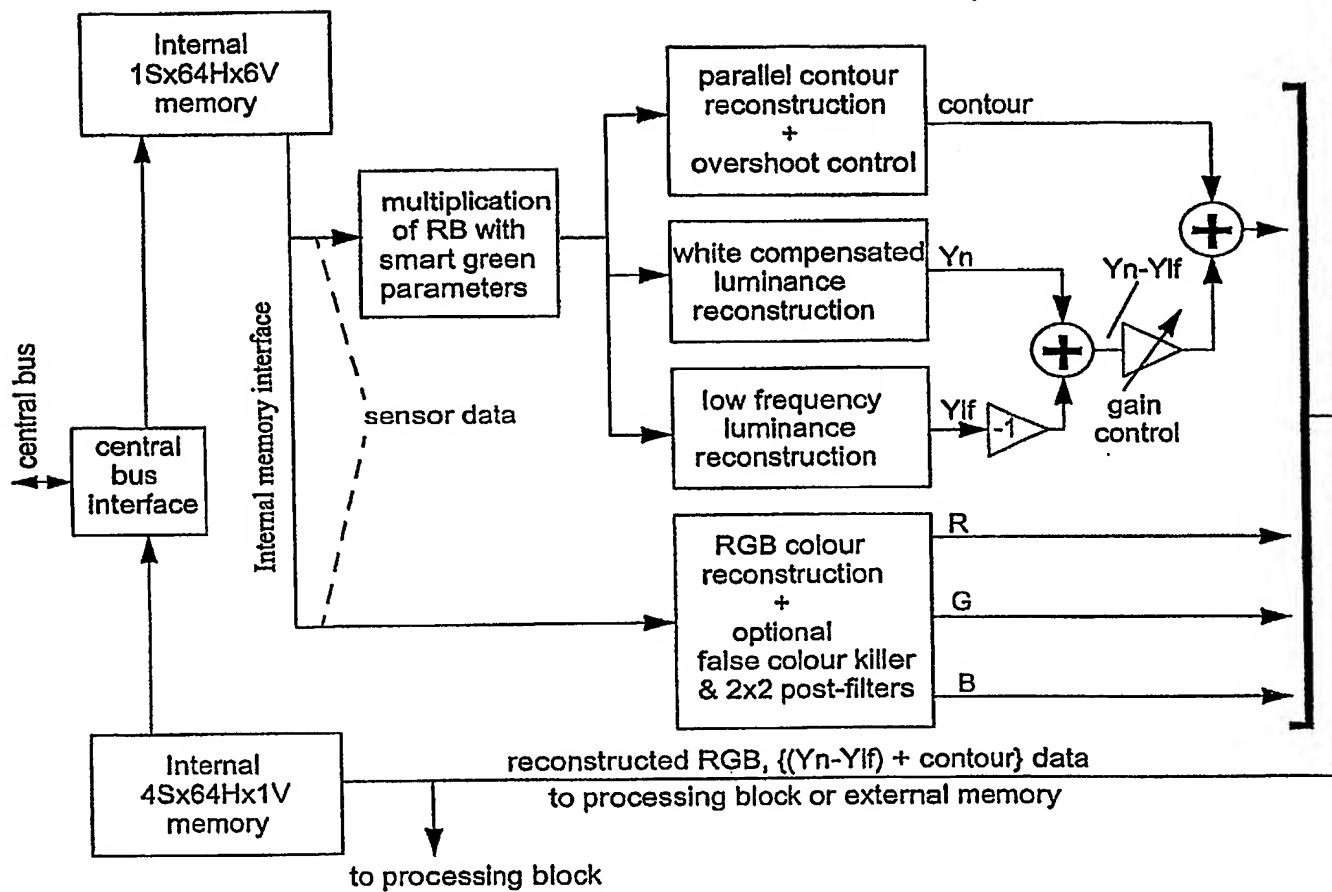 Internal
1Sx64Hx6V
memory
parallel contour
reconstruction
+
overshoot control
contour
+
multiplication
of RB with
smart green
parameters
white compensated
luminance
reconstruction
Yn
Yn-Ylf
+
Internal memory interface
sensor data
low frequency
luminance
reconstruction
Ylf
-1
gain
control
central bus
central
bus
interface
RGB colour
reconstruction
+
optional
false colour killer
& 2x2 post-filters
R
G
B
Internal
4Sx64Hx1V
memory
reconstructed RGB, {(Yn-Ylf) + contour} data
to processing block or external memory
to processing block